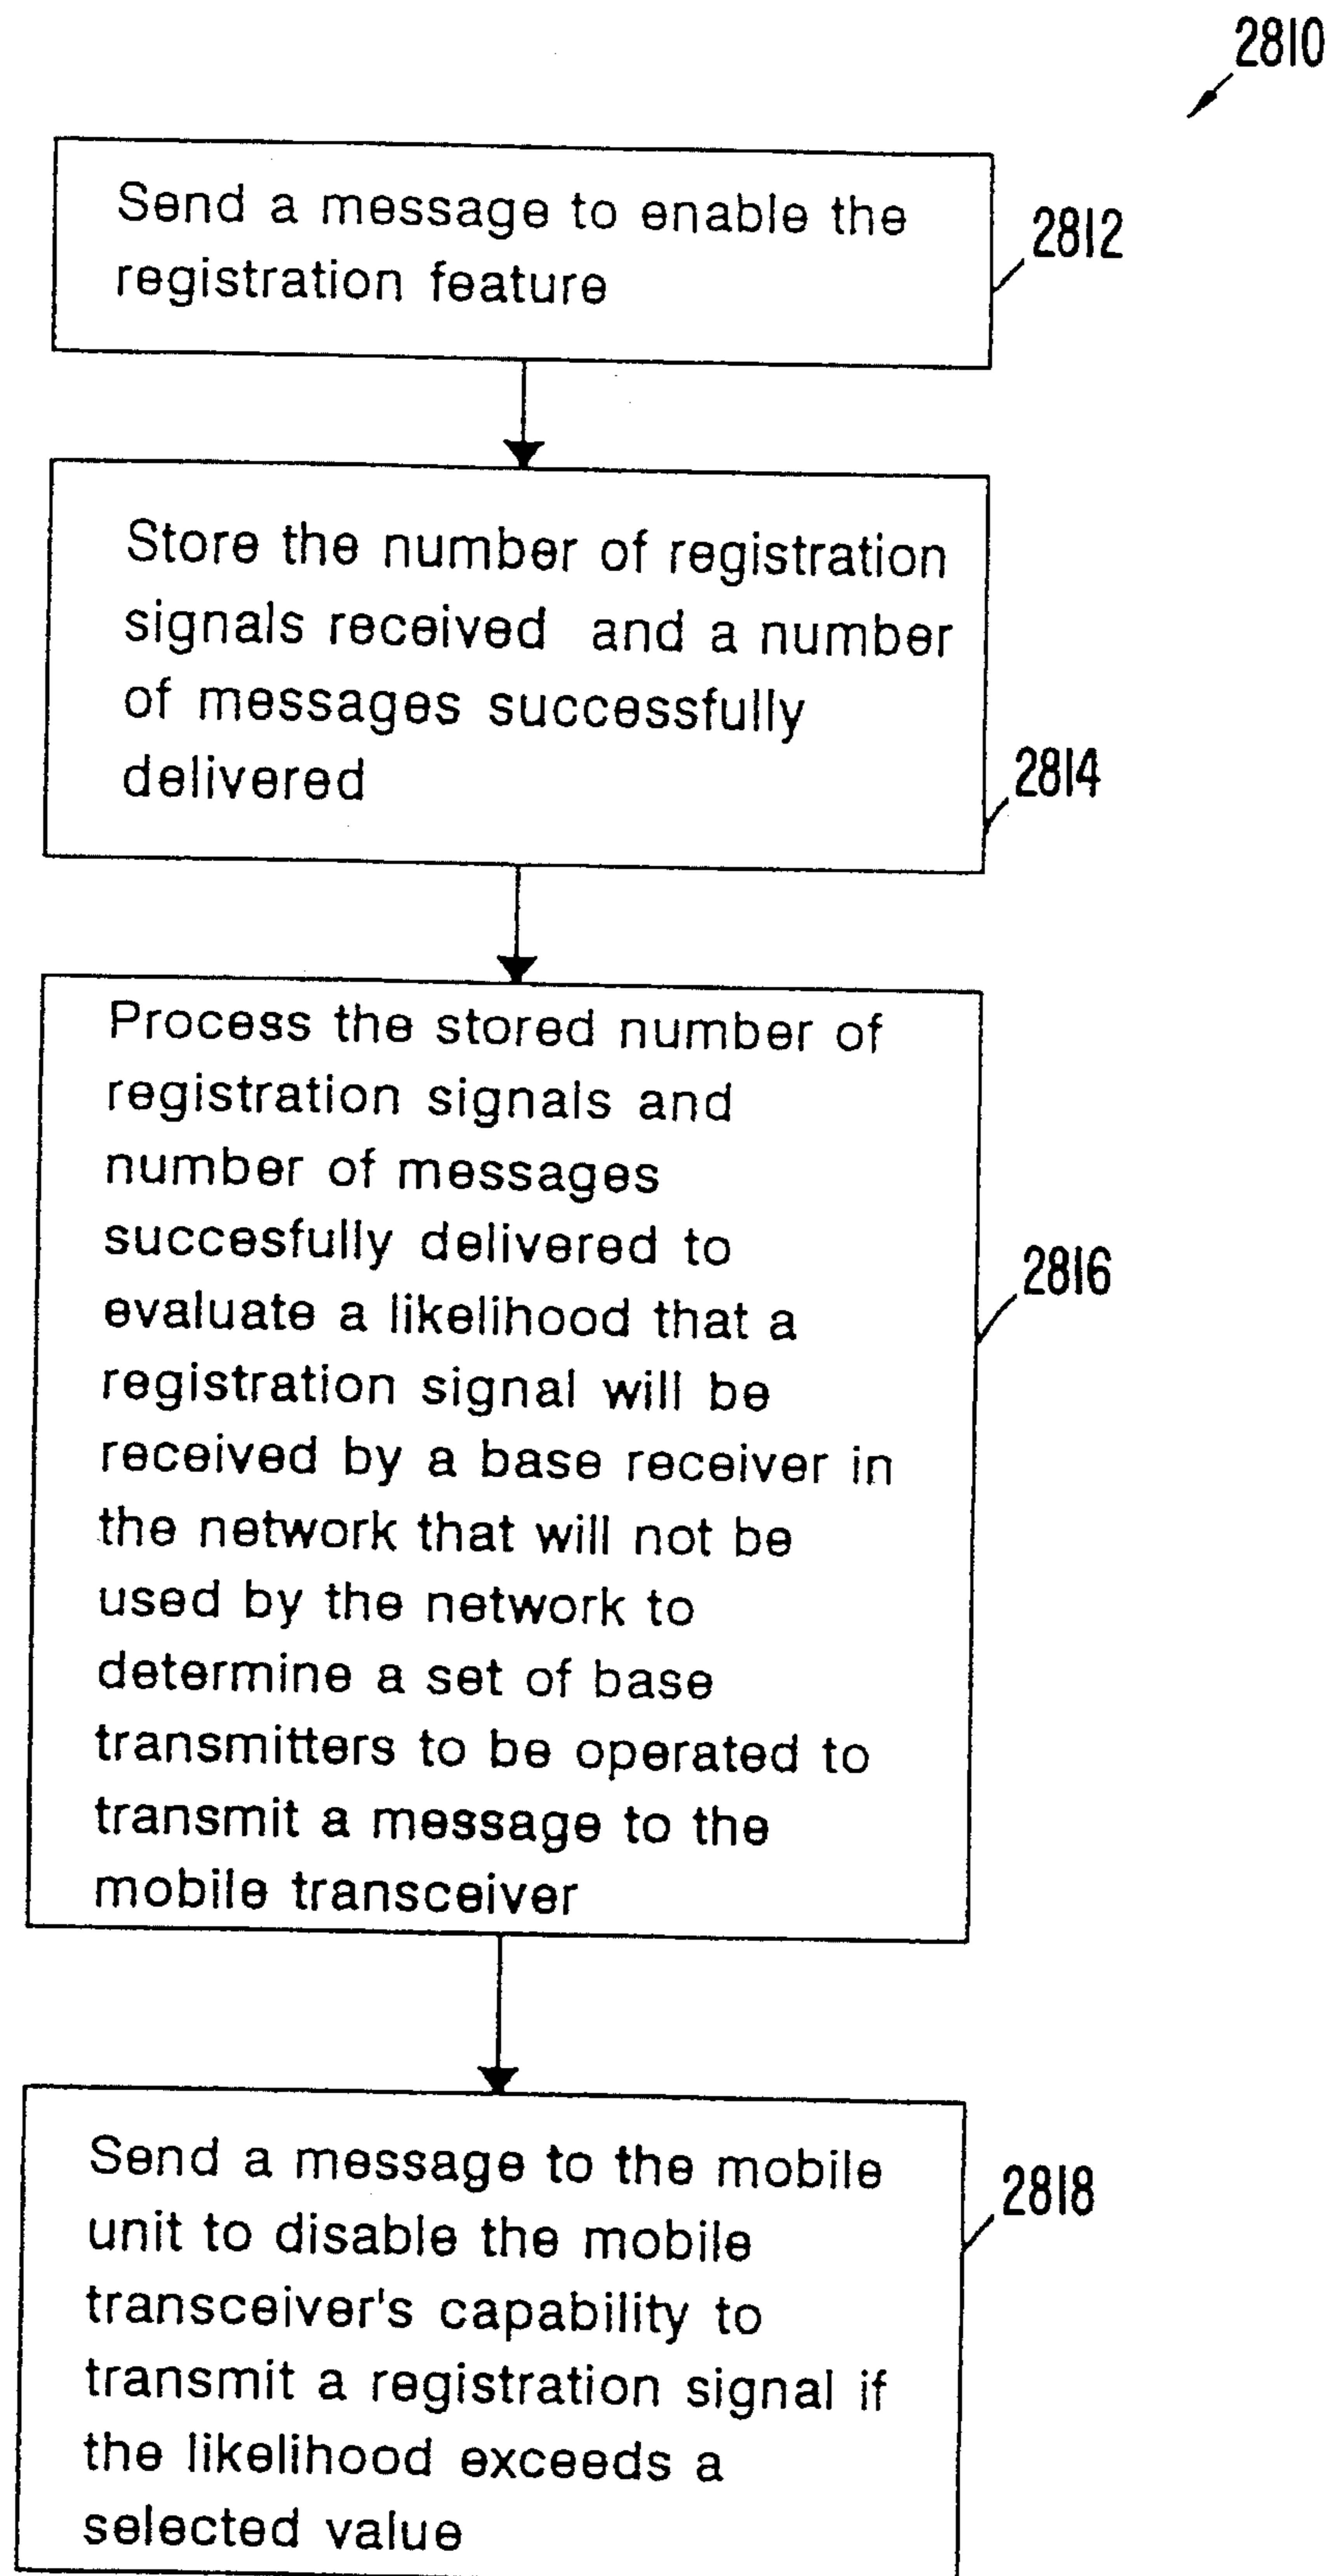 2810
Send a message to enable the
registration feature
2812
Store the number of registration
signals received and a number
of messages successfully
delivered
2814
Process the stored number of
registration signals and
number of messages
succesfully delivered to
evaluate a likelihood that a
registration signal will be
received by a base receiver in
the network that will not be
used by the network to
determine a set of base
transmitters to be operated to
transmit a message to the
mobile transceiver
2816
Send a message to the mobile
unit to disable the mobile
transceiver's capability to
transmit a registration signal if
the likelihood exceeds a
selected value
2818